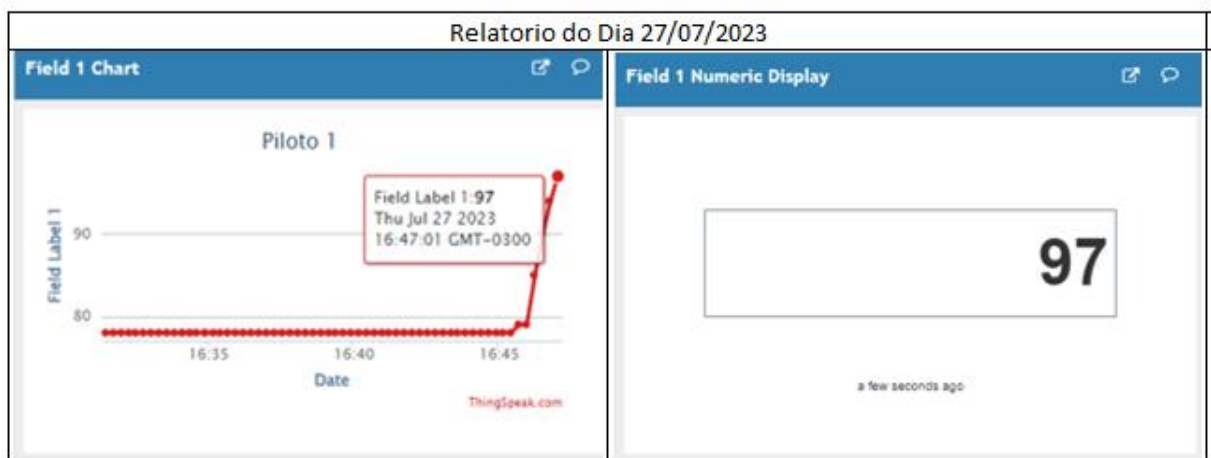 Relatorio do Dia 27/07/2023
Field 1 Chart
Piloto 1
Field Label 1:97
Thu Jul 27 2023
16:47:01 GMT-0300
Field Label 1
90
80
16:35 16:40 16:45
Date
ThingSpeak.com
Field 1 Numeric Display
97
a few seconds ago